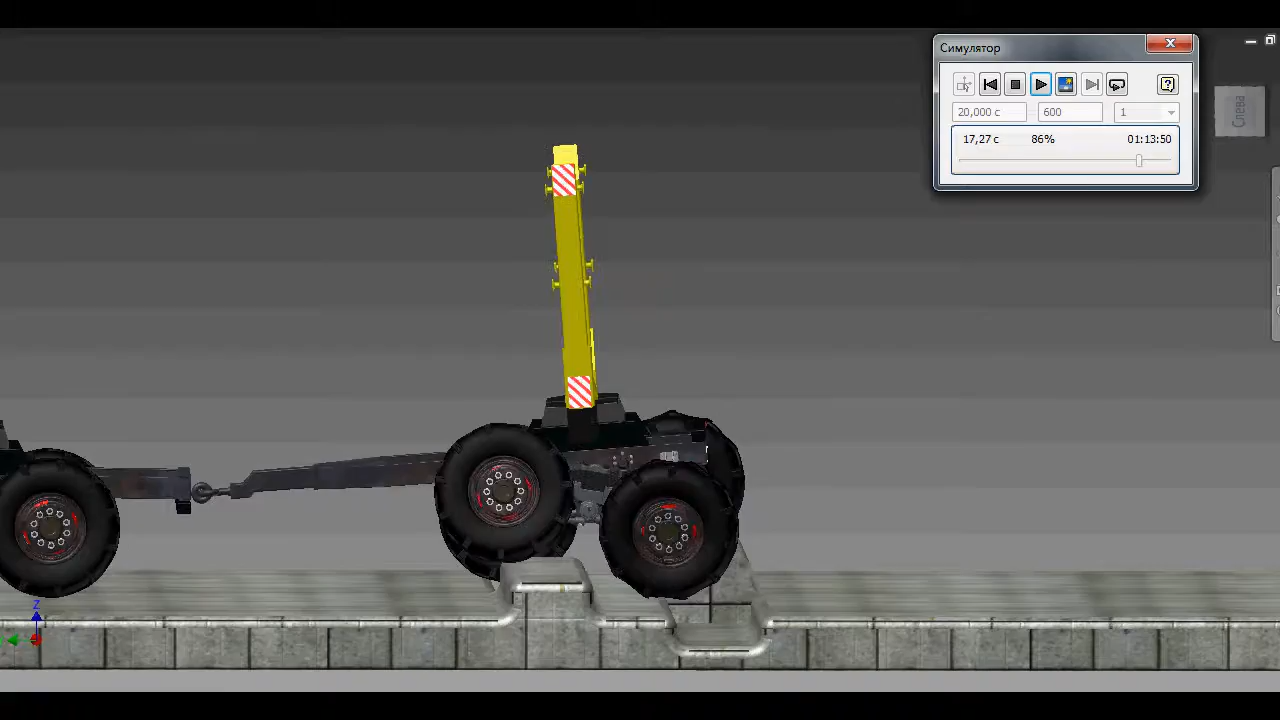 Симулятор
20,000 с 600 1
17,27 с 86% 01:13:50
Слева
Z